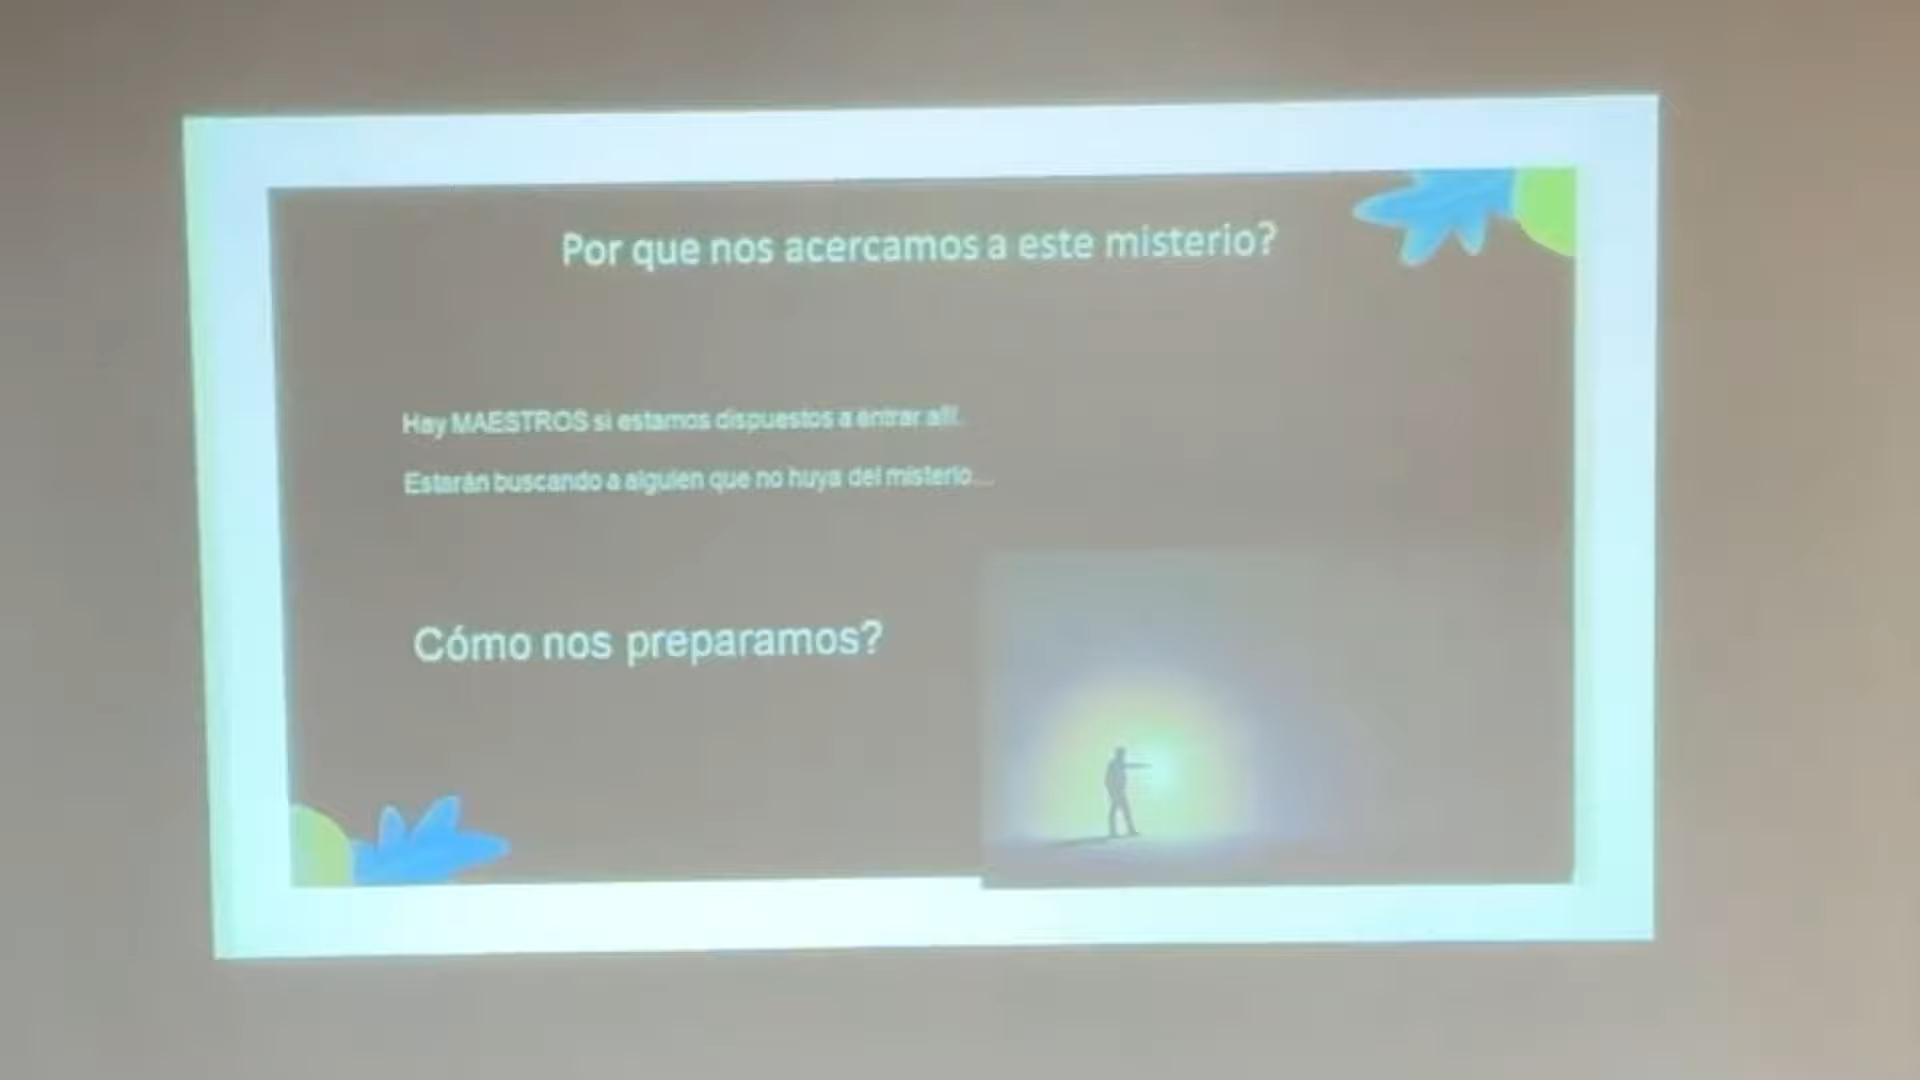 Por que nos acercamos a este misterio?
Hay MAESTROS si estamos dispuestos a entrar allí.
Estarán buscando a alguien que no huya del misterio...
Cómo nos preparamos?